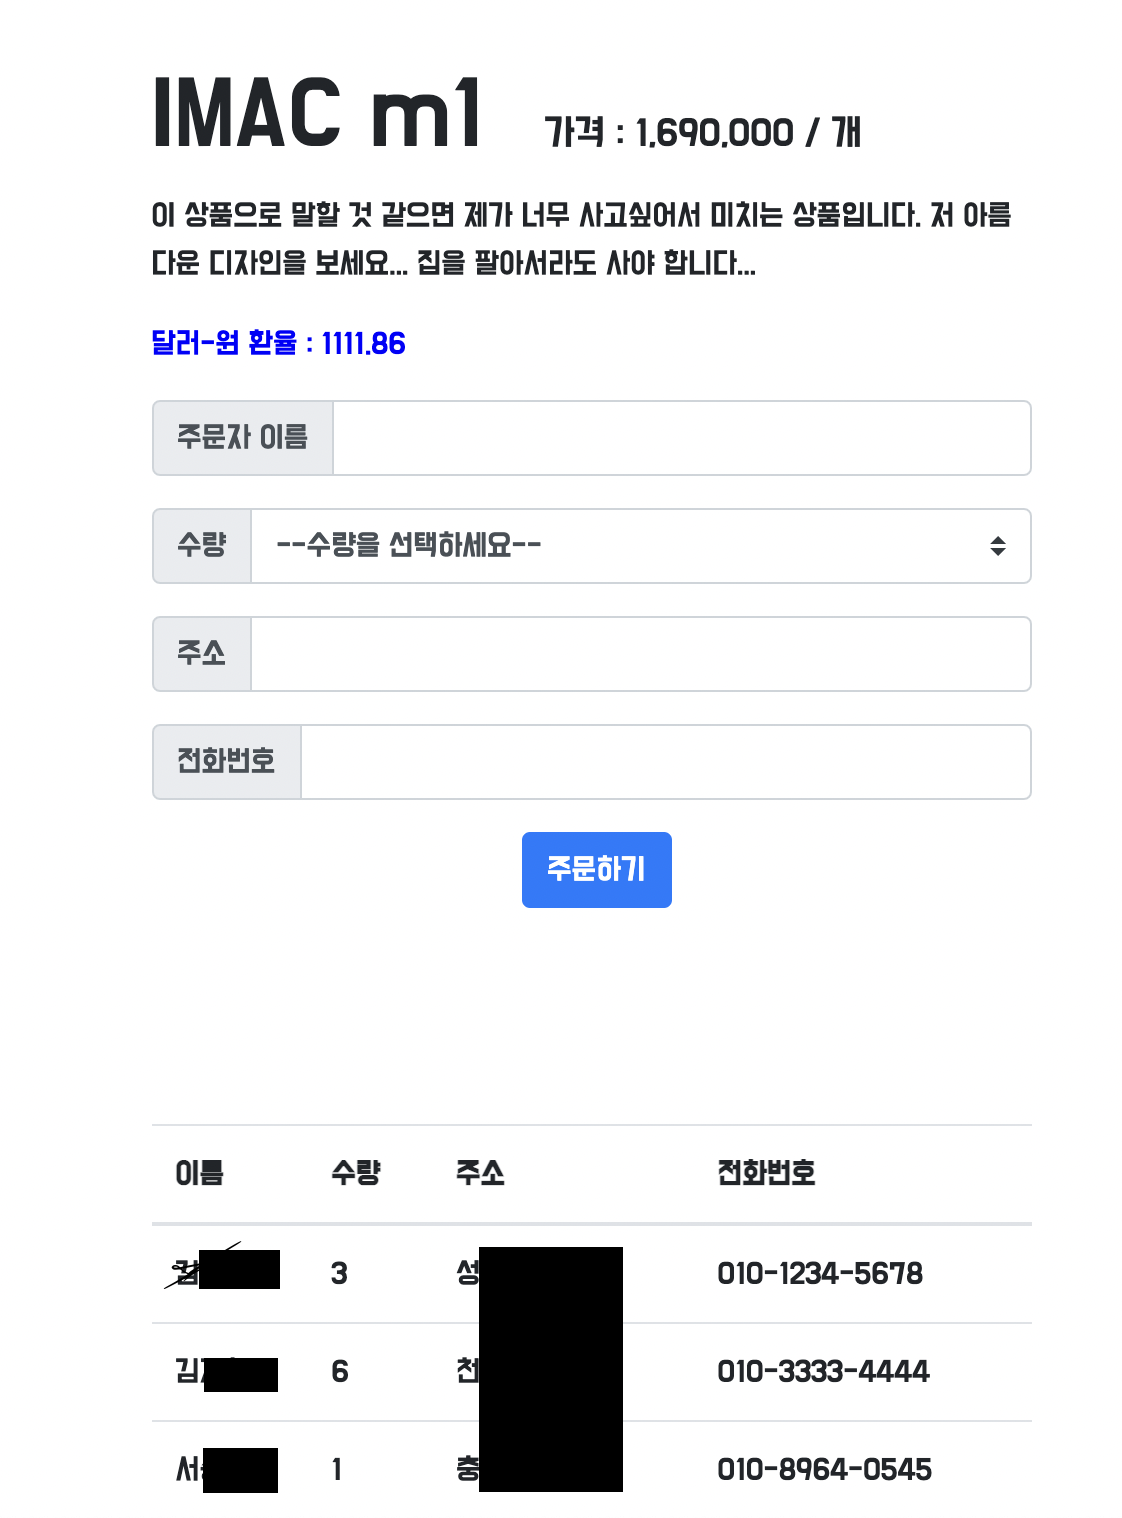 IMAC m1 가격 : 1,690,000 / 개
이 상품으로 말할 것 같으면 제가 너무 사고싶어서 미치는 상품입니다. 저 아름
다운 디자인을 보세요... 집을 팔아서라도 사야 합니다...
달러-원 환율 : 1111.86
주문자 이름
수량 --수량을 선택하세요--
주소
전화번호
주문하기
이름 수량 주소 전화번호
3 성 010-1234-5678
김 6 천 010-3333-4444
서 1 충 010-8964-0545